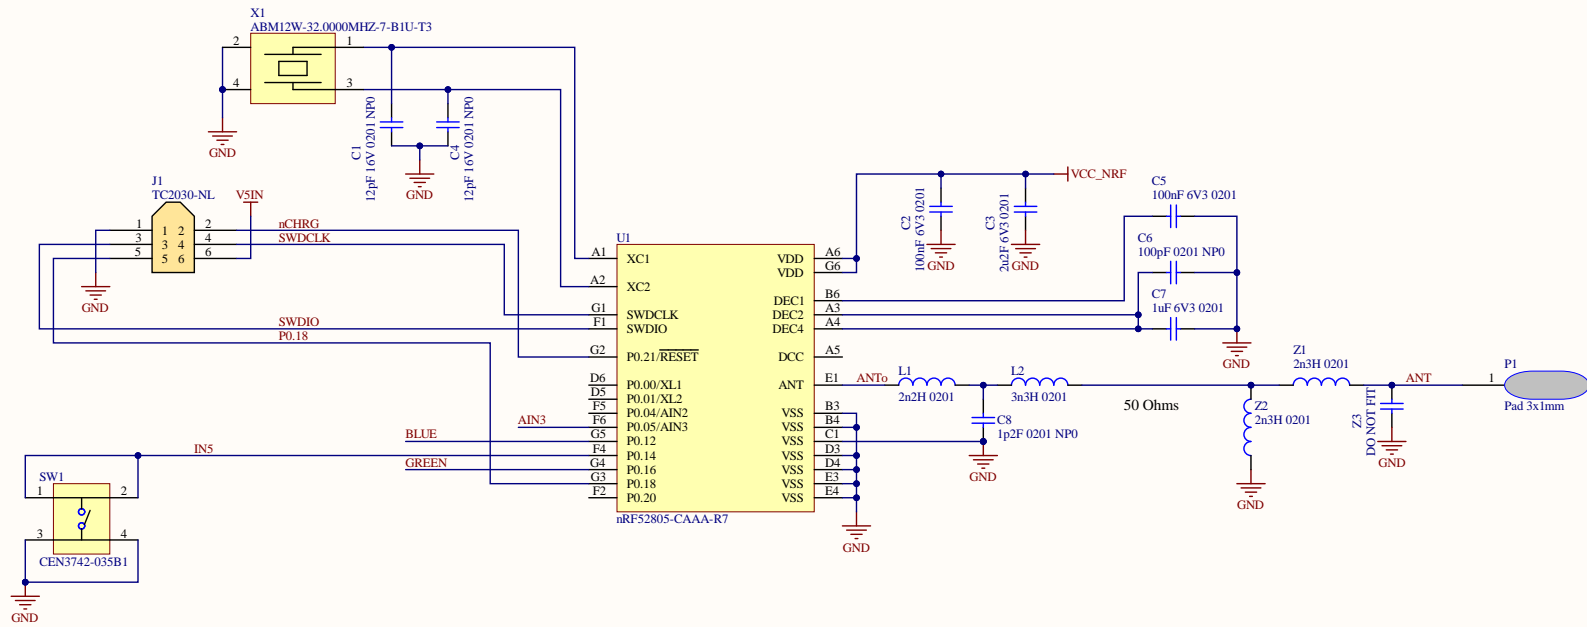 X1
ABM12W-32.0000MHZ-7-B1U-T3
2
1
4
3
GND
C1
12pF 16V 0201 NP0
C4
12pF 16V 0201 NP0
GND
J1
TC2030-NL
V5IN
1
1 2
2
nCHRG
3
3 4
4
SWDCLK
5
5 6
6
GND
SWDIO
P0.18
U1
A1
XC1
A2
XC2
G1
SWDCLK
F1
SWDIO
G2
P0.21/RESET
D6
P0.00/XL1
D5
P0.01/XL2
F5
P0.04/AIN2
AIN3
F6
P0.05/AIN3
BLUE
G5
P0.12
IN5
F4
P0.14
GREEN
G4
P0.16
G3
P0.18
F2
P0.20
nRF52805-CAAA-R7
VDD
A6
VDD
G6
DEC1
B6
DEC2
A3
DEC4
A4
DCC
A5
ANT
E1
VSS
B3
VSS
B4
VSS
C1
VSS
D3
VSS
D4
VSS
E3
VSS
E4
GND
VCC_NRF
C2
100nF 6V3 0201
GND
C3
2u2F 6V3 0201
GND
C5
100nF 6V3 0201
C6
100pF 0201 NP0
C7
1uF 6V3 0201
GND
ANTo
L1
2n2H 0201
L2
3n3H 0201
C8
1p2F 0201 NP0
GND
50 Ohms
Z1
2n3H 0201
Z2
2n3H 0201
GND
Z3
DO NOT FIT
GND
ANT
P1
1
Pad 3x1mm
SW1
1
2
3
4
CEN3742-035B1
GND